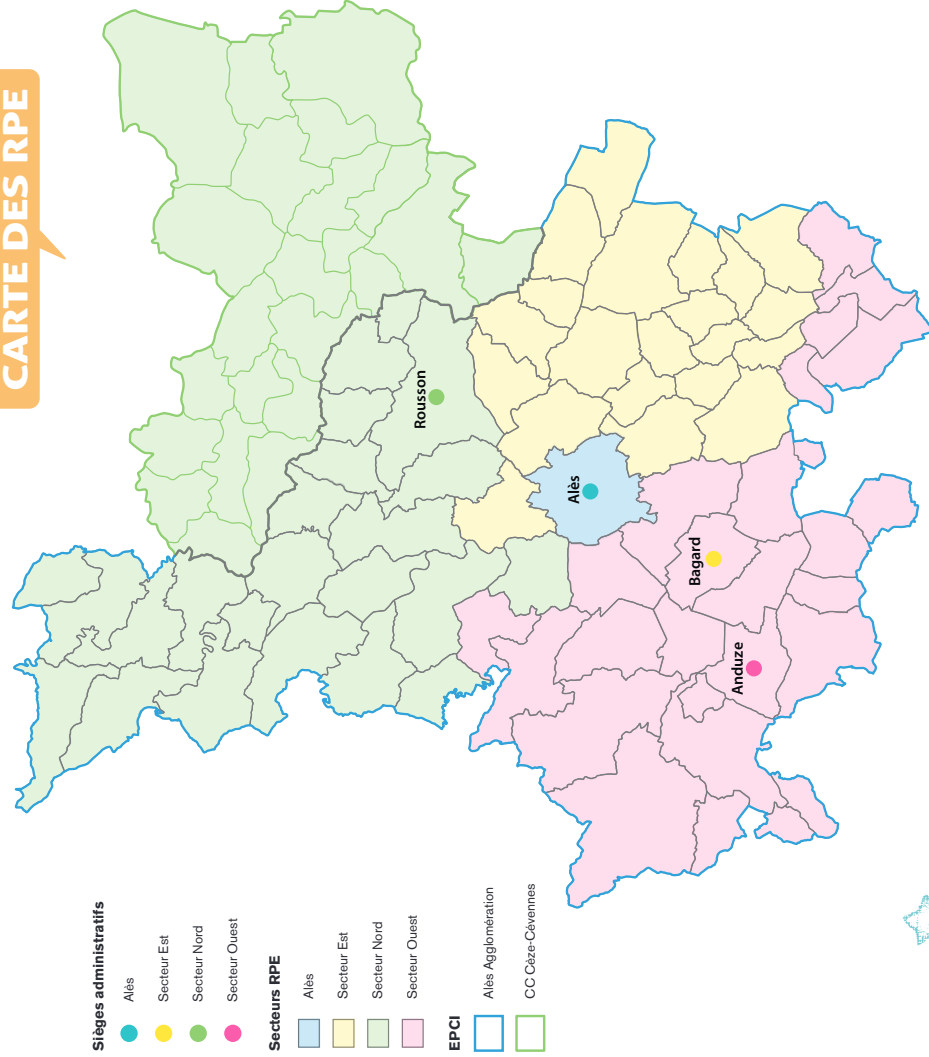 CARTE DES RPE
Rousson
Alès
Bagard
Anduze
Sièges administratifs
Alès
Secteur Est
Secteur Nord
Secteur Ouest
Secteurs RPE
Alès
Secteur Est
Secteur Nord
Secteur Ouest
EPCI
Alès Agglomération
CC Cèze-Cévennes